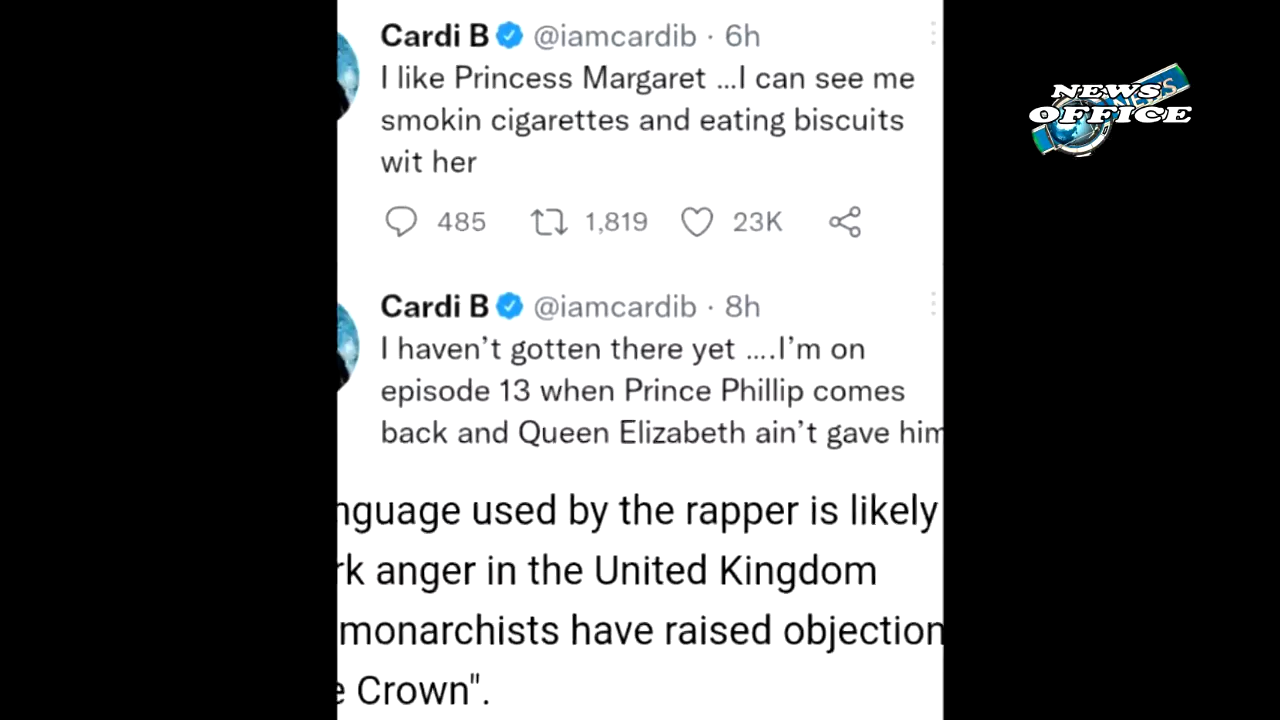 Cardi B @iamcardib · 6h
I like Princess Margaret ...I can see me
smokin cigarettes and eating biscuits
wit her
485 1,819 23K
NEWS
OFFICE
Cardi B @iamcardib · 8h
I haven't gotten there yet ....I'm on
episode 13 when Prince Phillip comes
back and Queen Elizabeth ain't gave him
nguage used by the rapper is likely
rk anger in the United Kingdom
monarchists have raised objection
e Crown".